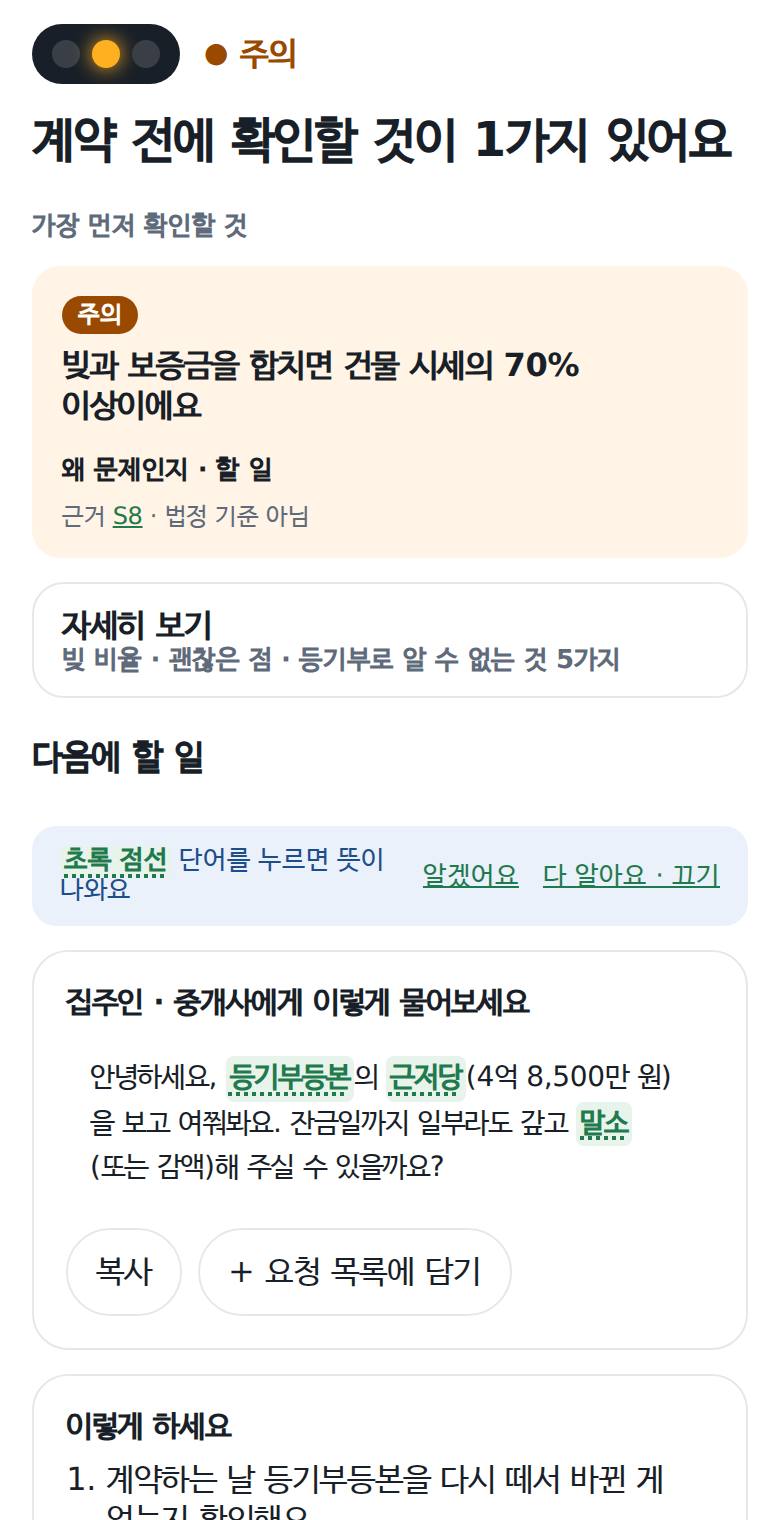 주의
계약 전에 확인할 것이 1가지 있어요
가장 먼저 확인할 것
주의
빚과 보증금을 합치면 건물 시세의 70%
이상이에요
왜 문제인지 · 할 일
근거 S8 · 법정 기준 아님
자세히 보기
빚 비율 · 괜찮은 점 · 등기부로 알 수 없는 것 5가지
다음에 할 일
초록 점선 단어를 누르면 뜻이
나와요
알겠어요 다 알아요 · 끄기
집주인 · 중개사에게 이렇게 물어보세요
안녕하세요, 등기부등본의 근저당(4억 8,500만 원)
을 보고 여쭤봐요. 잔금일까지 일부라도 갚고 말소
(또는 감액)해 주실 수 있을까요?
복사
+ 요청 목록에 담기
이렇게 하세요
1. 계약하는 날 등기부등본을 다시 떼서 바뀐 게
없는지 확인해요